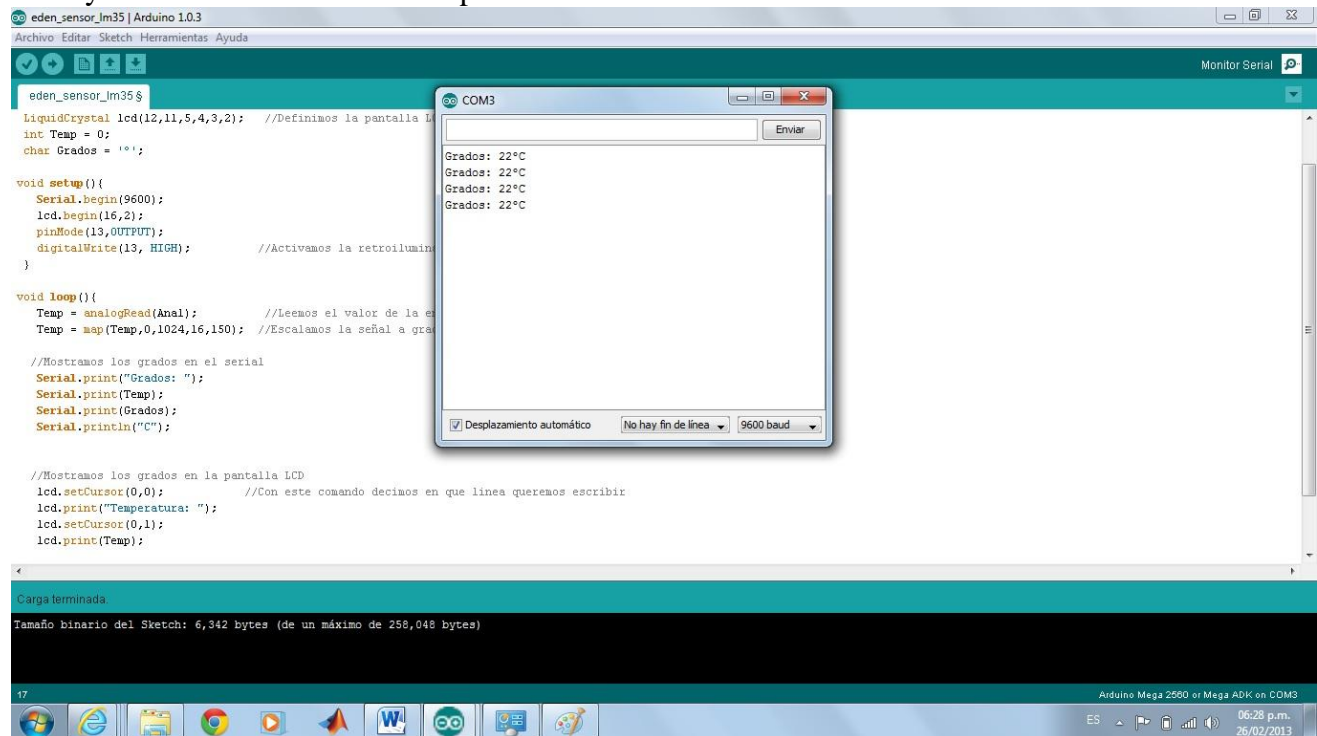 eden_sensor_lm35 | Arduino 1.0.3
Archivo Editar Sketch Herramientas Ayuda
Monitor Serial
eden_sensor_lm35 §
LiquidCrystal lcd(12,11,5,4,3,2); //Definimos la pantalla
int Temp = 0;
char Grados = '°';
void setup(){
Serial.begin(9600);
lcd.begin(16,2);
pinMode(13,OUTPUT);
digitalWrite(13, HIGH); //Activamos la
}
void loop(){
Temp = analogRead(Anal); //Leemos el valor de la
Temp = map(Temp,0,1024,16,150); //Escalamos la señal a
//Mostramos los grados en el serial
Serial.print("Grados: ");
Serial.print(Temp);
Serial.print(Grados);
Serial.println("C");
//Mostramos los grados en la pantalla LCD
lcd.setCursor(0,0); //Con este comando decimos en que linea queremos escribir
lcd.print("Temperatura: ");
lcd.setCursor(0,1);
lcd.print(Temp);
COM3
Enviar
Grados: 22°C
Grados: 22°C
Grados: 22°C
Grados: 22°C
Desplazamiento automático No hay fin de línea 9600 baud
Carga terminada.
Tamaño binario del Sketch: 6,342 bytes (de un máximo de 258,048 bytes)
17 Arduino Mega 2560 or Mega ADK on COM3
ES 06:28 p.m.
26/02/2013